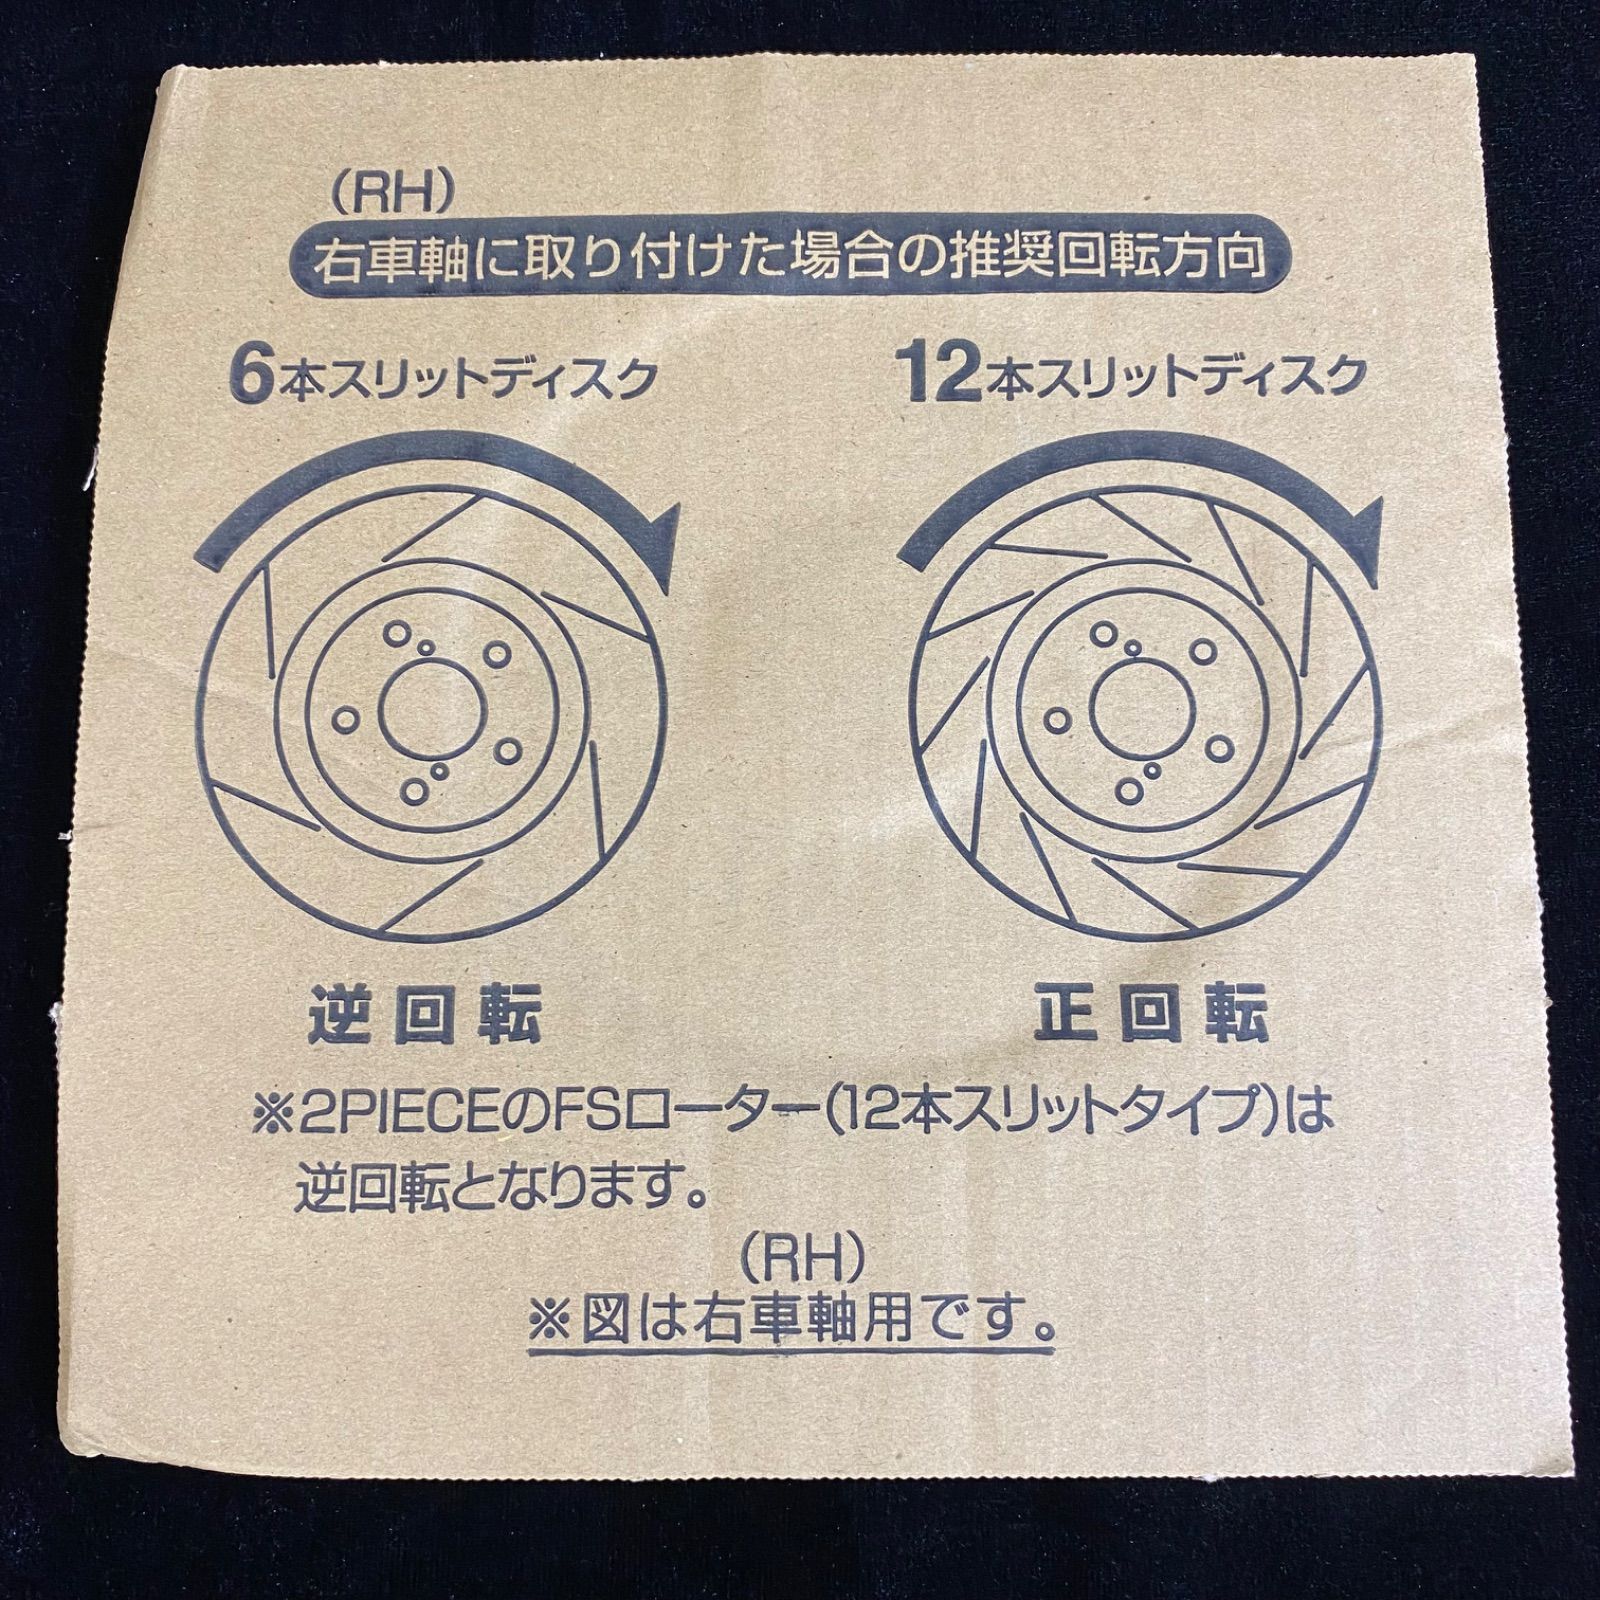 (RH)
右車軸に取り付けた場合の推奨回転方向
6本スリットディスク
12本スリットディスク
逆回転
正回転
※2PIECEのFSローター(12本スリットタイプ)は
逆回転となります。
(RH)
※図は右車軸用です。